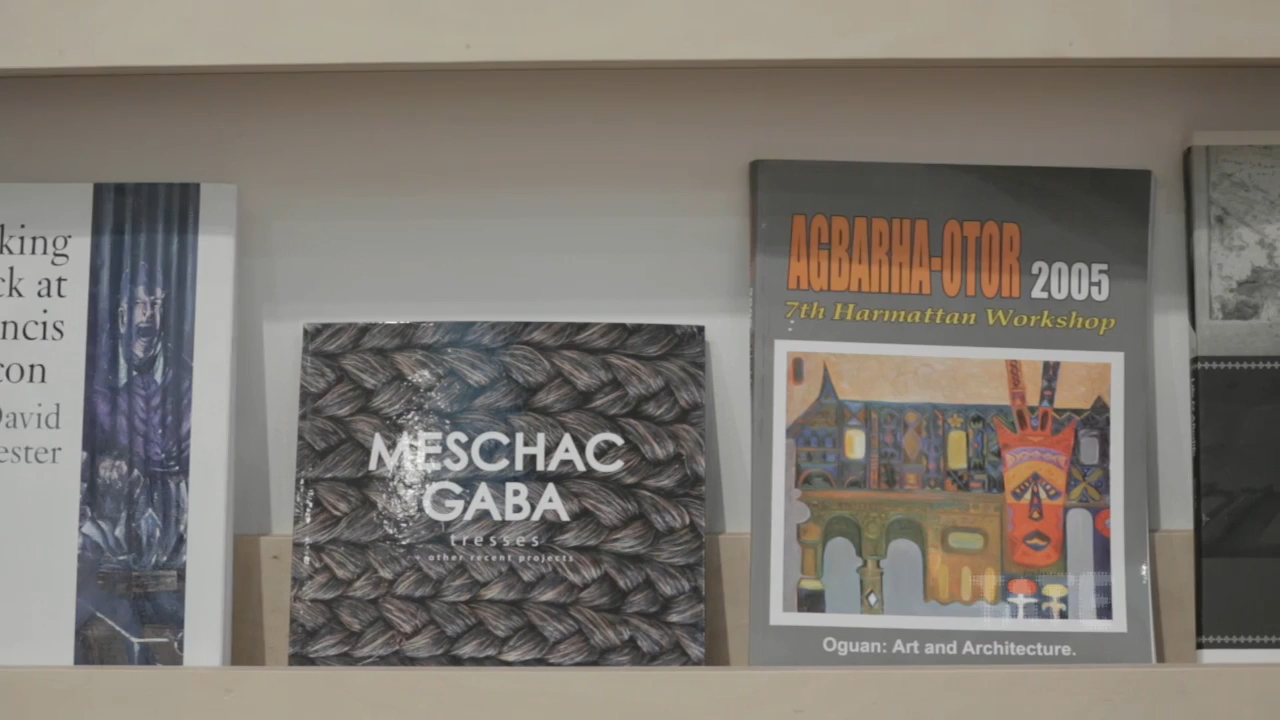 king
ck at
ncis
con
David
ester
MESCHAC
GABA
tresses
other recent projects
AGBARHA-OTOR 2005
7th Harmattan Workshop
Oguan: Art and Architecture.